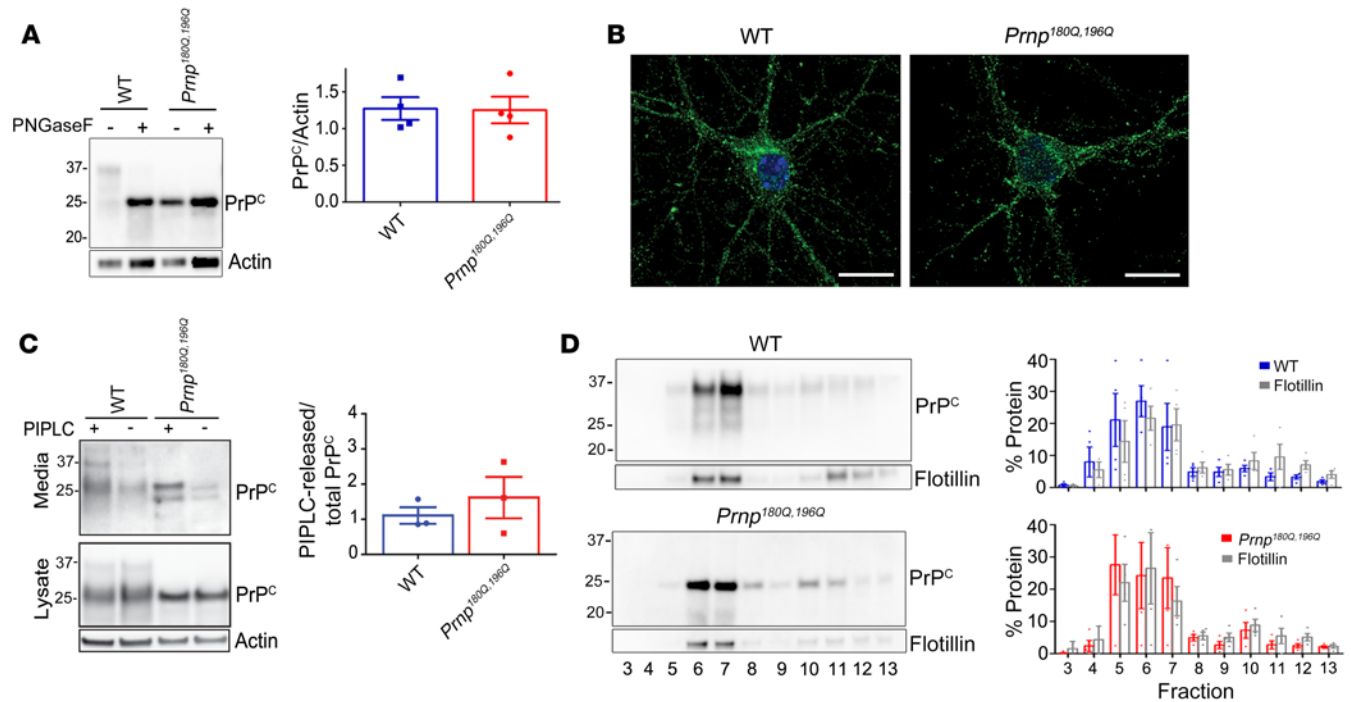 A
WT
Prnp180Q,196Q
PNGaseF - + - +
37-
25-
20-
PrPC
Actin
PrPC/Actin
1.5
1.0
0.5
0.0
WT
Prnp180Q,196Q
B
WT
Prnp180Q,196Q
C
WT
Prnp180Q,196Q
PIPLC + - + -
Media
37-
25-
PrPC
Lysate
37-
25-
PrPC
Actin
PIPLC-released/
total PrPC
4
3
2
1
0
WT
Prnp180Q,196Q
D
WT
37-
25-
20-
PrPC
Flotillin
Prnp180Q,196Q
37-
25-
20-
PrPC
Flotillin
3 4 5 6 7 8 9 10 11 12 13
% Protein
40
30
20
10
0
WT
Flotillin
% Protein
40
30
20
10
0
Prnp180Q,196Q
Flotillin
3 4 5 6 7 8 9 10 11 12 13
Fraction